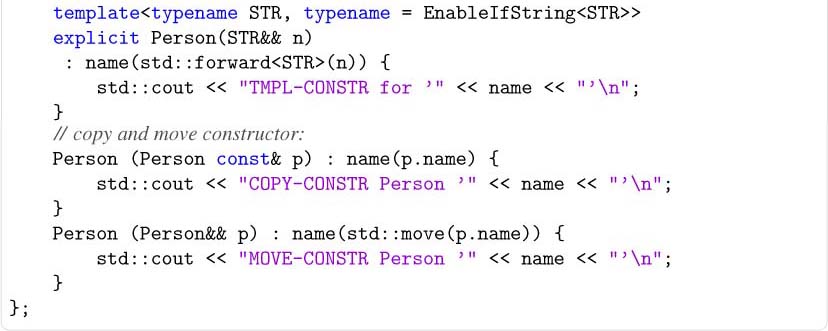 template<typename STR, typename = EnableIfString<STR>>
explicit Person(STR&& n)
: name(std::forward<STR>(n)) {
std::cout << "TMPL-CONSTR for ’" << name << "’\n";
}
// copy and move constructor:
Person (Person const& p) : name(p.name) {
std::cout << "COPY-CONSTR Person ’" << name << "’\n";
}
Person (Person&& p) : name(std::move(p.name)) {
std::cout << "MOVE-CONSTR Person ’" << name << "’\n";
}
};